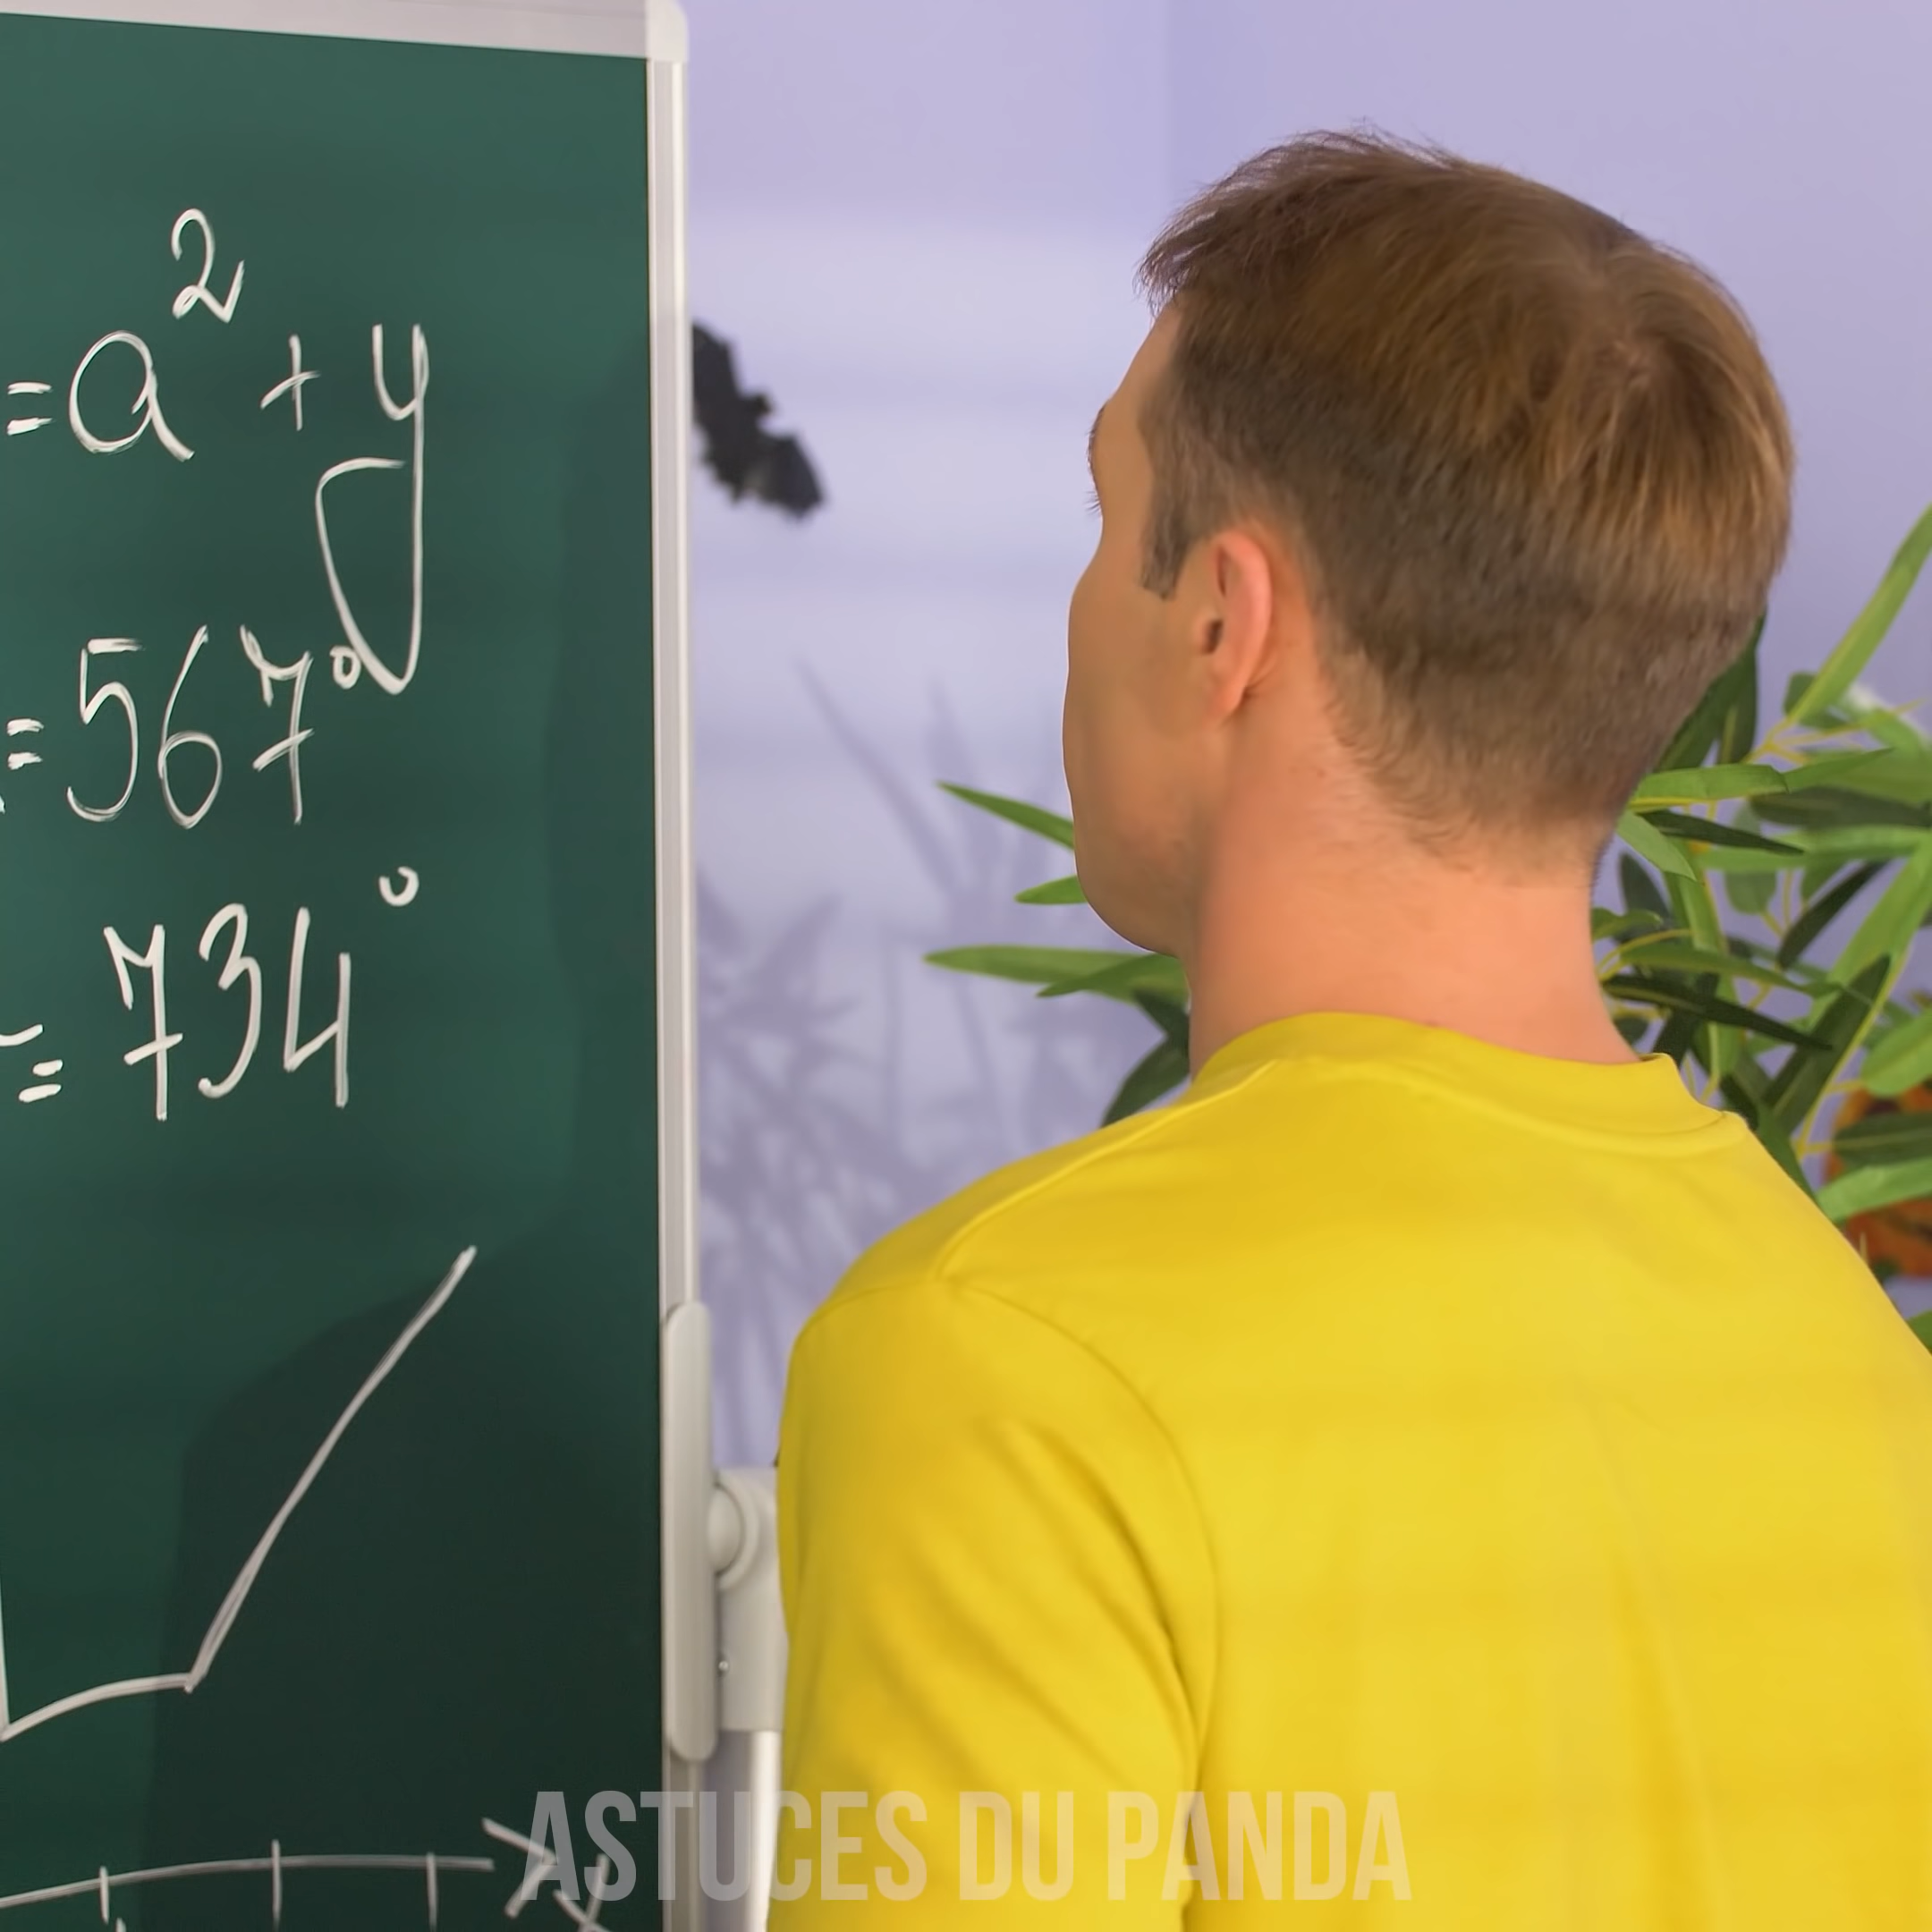 =a²+y
=567°
= 734°
x
ASTUCES DU PANDA